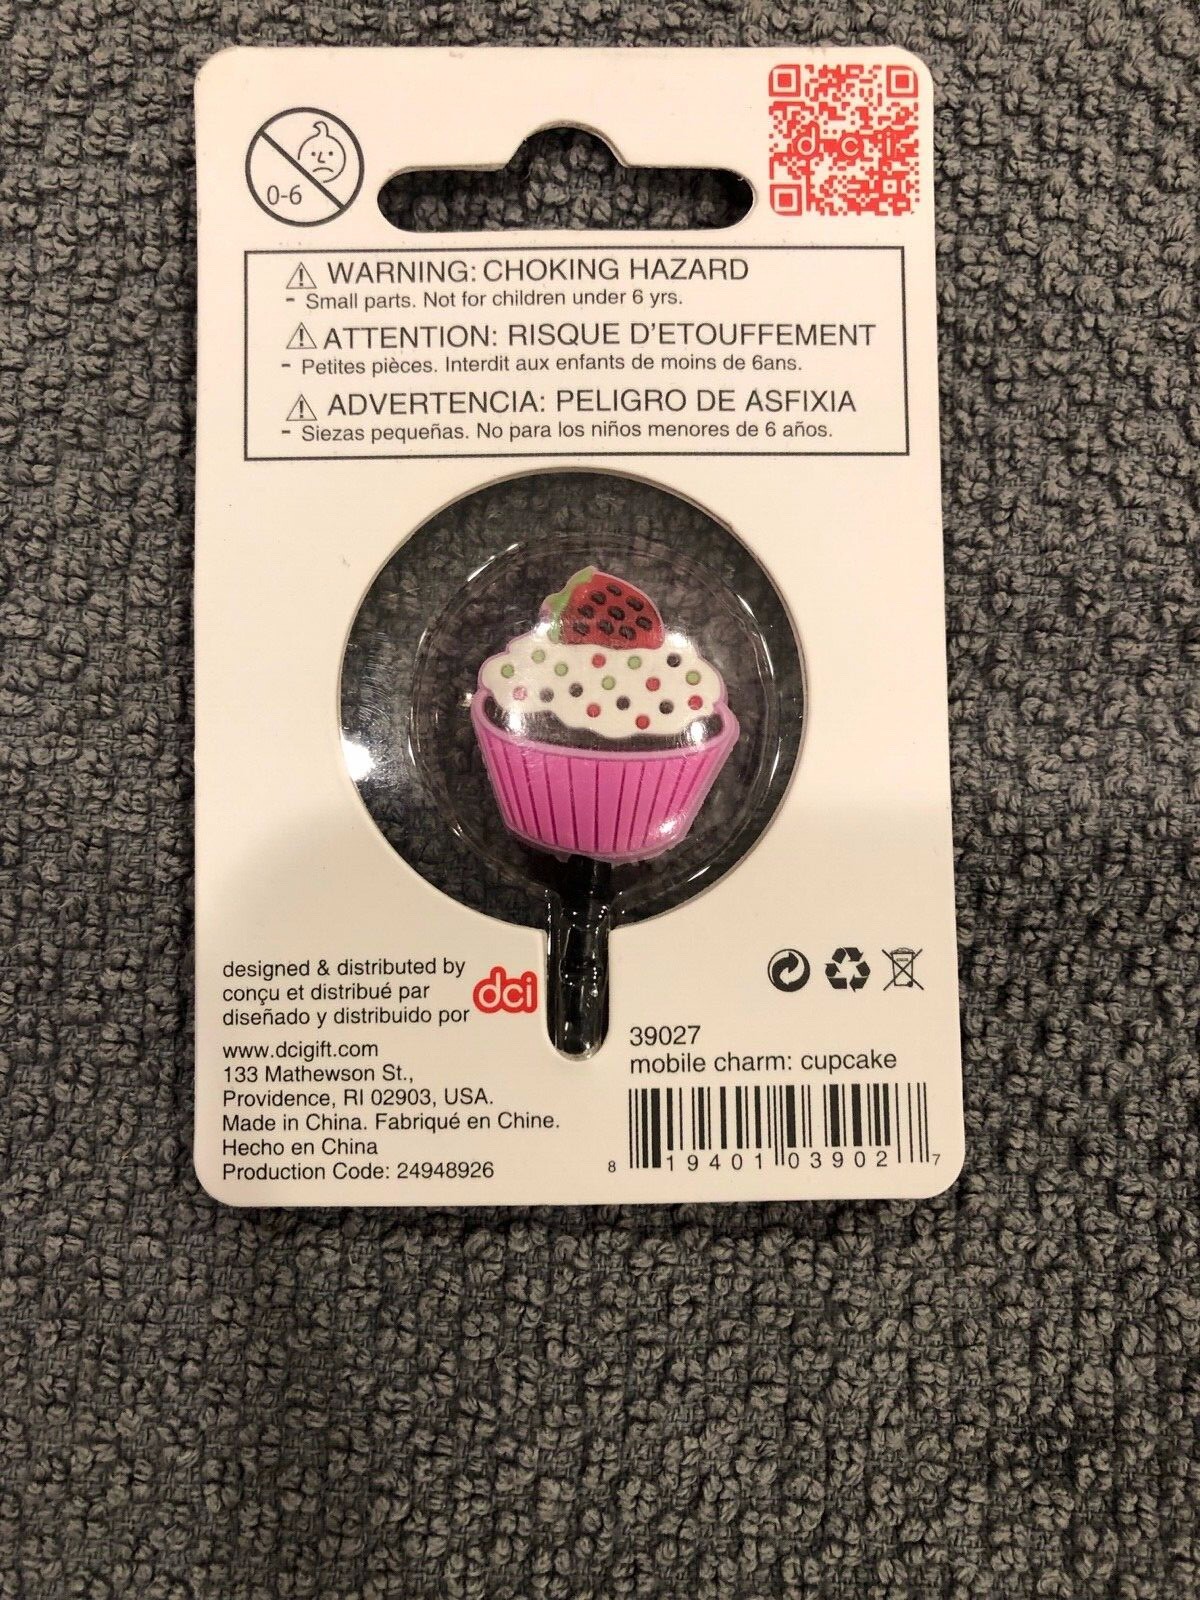 0-6
dci
⚠ WARNING: CHOKING HAZARD
- Small parts. Not for children under 6 yrs.
⚠ ATTENTION: RISQUE D'ETOUFFEMENT
- Petites pièces. Interdit aux enfants de moins de 6ans.
⚠ ADVERTENCIA: PELIGRO DE ASFIXIA
- Siezas pequeñas. No para los niños menores de 6 años.
designed & distributed by
conçu et distribué par
diseñado y distribuido por
dci
www.dcigift.com
133 Mathewson St.,
Providence, RI 02903, USA.
Made in China. Fabriqué en Chine.
Hecho en China
Production Code: 24948926
39027
mobile charm: cupcake
8 19401 03902 7